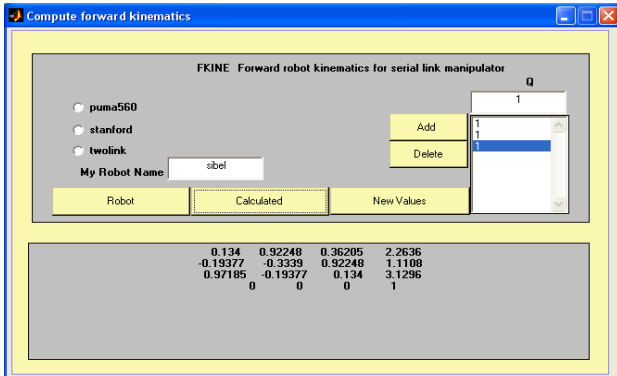 Compute forward kinematics
FKINE Forward robot kinematics for serial link manipulator
Q
1
puma560
stanford
twolink
My Robot Name
sibel
Add
Delete
1
1
1
Robot
Calculated
New Values
0.134 0.92248 0.36205 2.2636
-0.19377 -0.3339 0.92248 1.1108
0.97185 -0.19377 0.134 3.1296
0 0 0 1